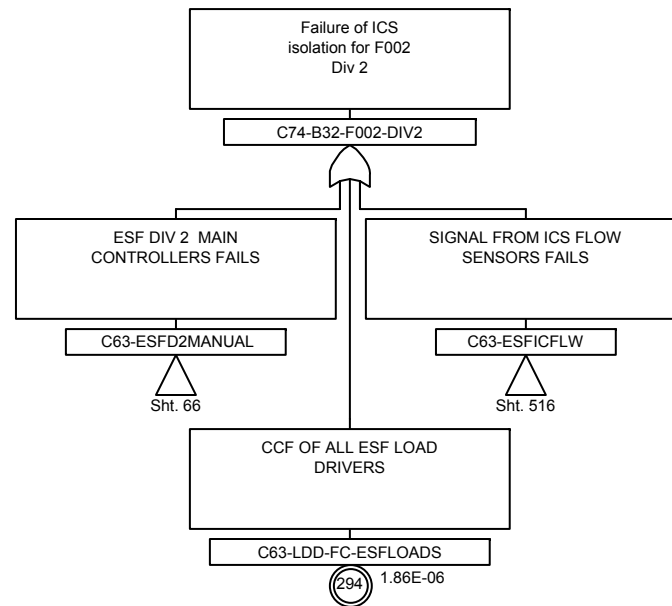 Failure of ICS
isolation for F002
Div 2
C74-B32-F002-DIV2
ESF DIV 2 MAIN
CONTROLLERS FAILS
C63-ESFD2MANUAL
Sht. 66
SIGNAL FROM ICS FLOW
SENSORS FAILS
C63-ESFICFLW
Sht. 516
CCF OF ALL ESF LOAD
DRIVERS
C63-LDD-FC-ESFLOADS
294
1.86E-06